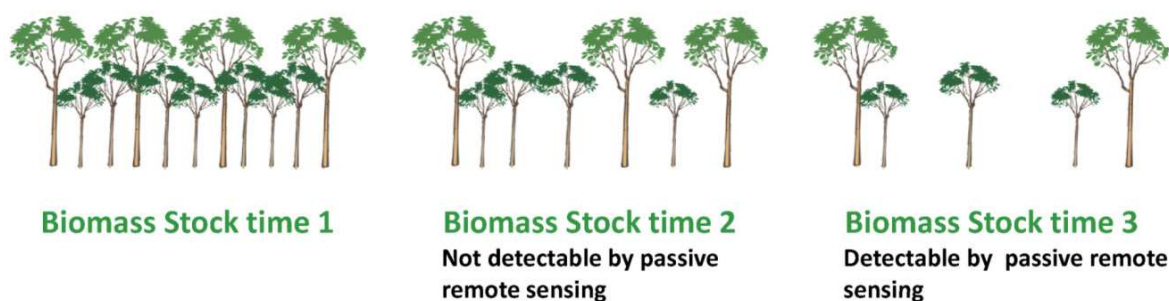 Biomass Stock time 1
Biomass Stock time 2
Not detectable by passive
remote sensing
Biomass Stock time 3
Detectable by passive remote
sensing